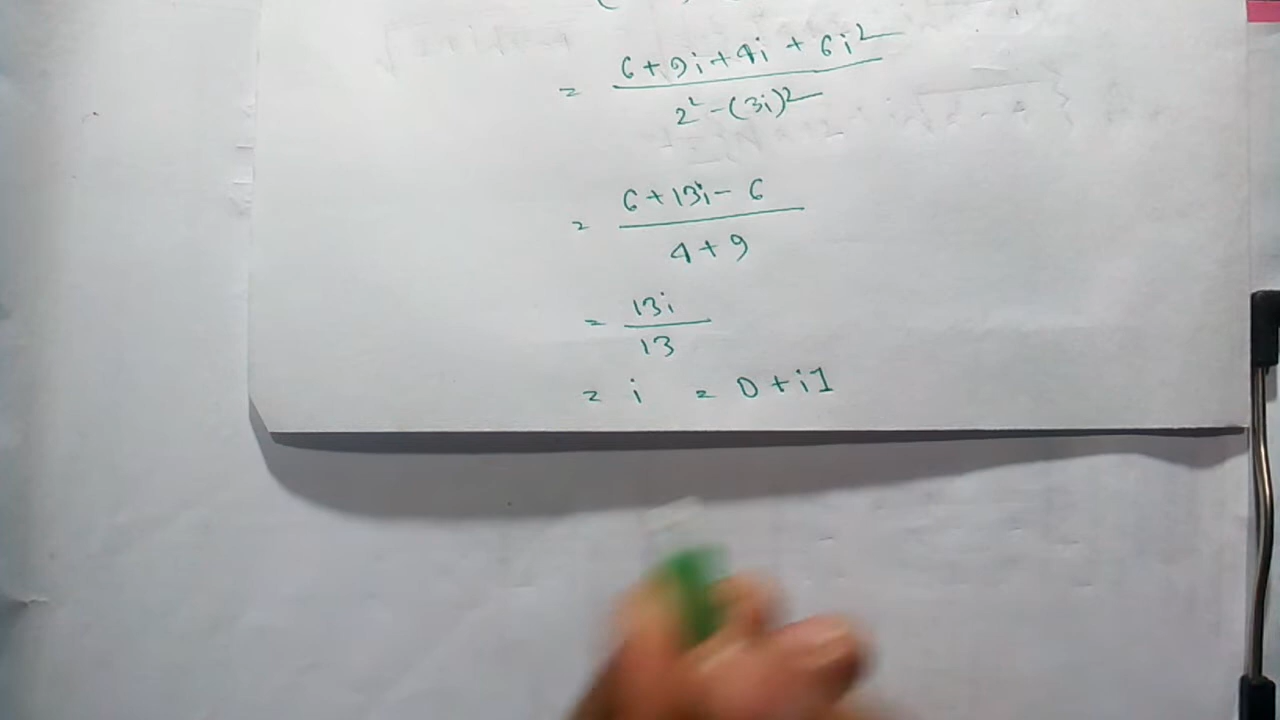 = 6+9i+4i+6i²
2²-(3i)²
= 6+13i-6
4+9
= 13i
13
= i = 0+i1